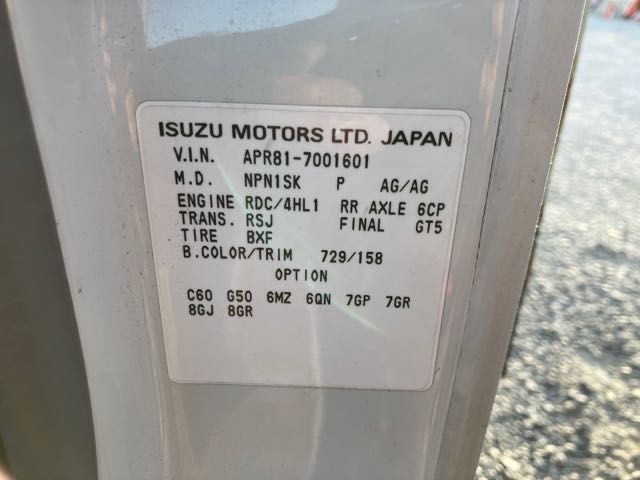 ISUZU MOTORS LTD. JAPAN
V.I.N. APR81-7001601
M.D. NPN1SK P AG/AG
ENGINE RDC/4HL1 RR AXLE 6CP
TRANS. RSJ FINAL GT5
TIRE BXF
B.COLOR/TRIM 729/158
OPTION
C60 G50 6MZ 6QN 7GP 7GR
8GJ 8GR